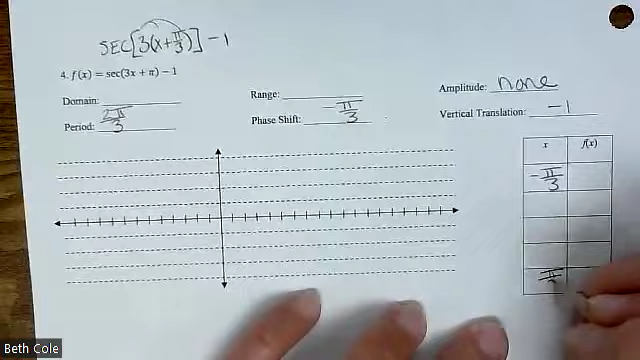 SEC[3(x+π/3)] -1
4. f(x) = sec(3x + π) − 1
Domain: Range: Amplitude: none
Period: 2π/3 Phase Shift: -π/3 Vertical Translation: -1
x f(x)
-π/3
Beth Cole